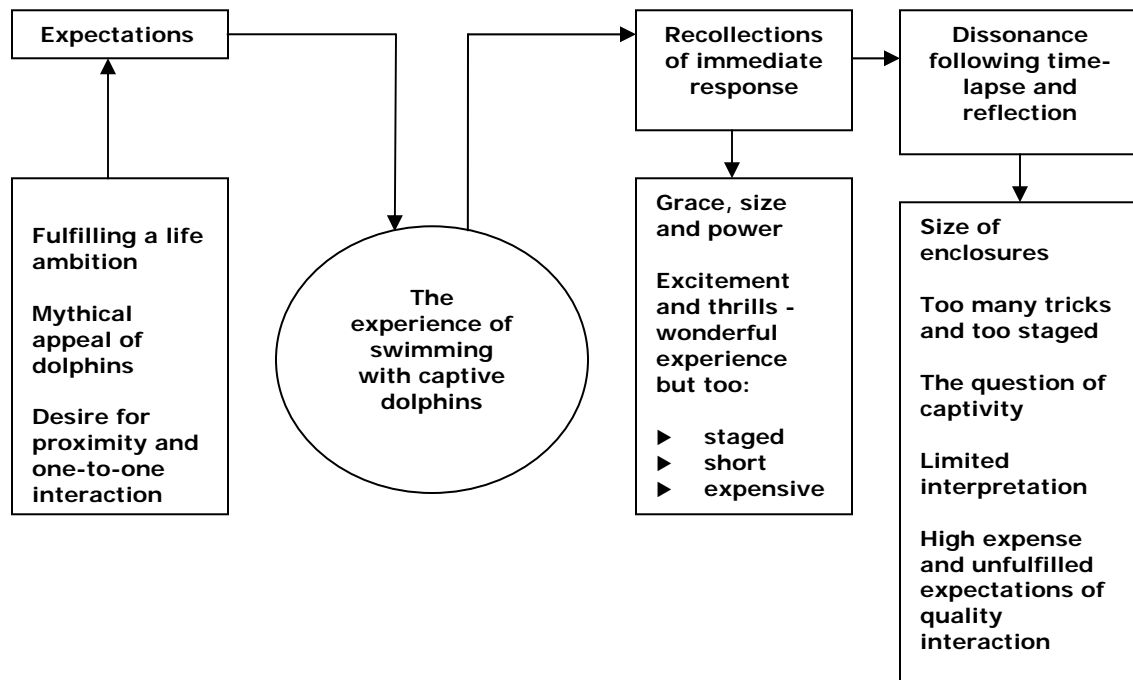 Expectations
Fulfilling a life
ambition
Mythical
appeal of
dolphins
Desire for
proximity and
one-to-one
interaction
The
experience of
swimming
with captive
dolphins
Recollections
of immediate
response
Grace, size
and power
Excitement
and thrills -
wonderful
experience
but too:
► staged
► short
► expensive
Dissonance
following time-
lapse and
reflection
Size of
enclosures
Too many tricks
and too staged
The question of
captivity
Limited
interpretation
High expense
and unfulfilled
expectations of
quality
interaction